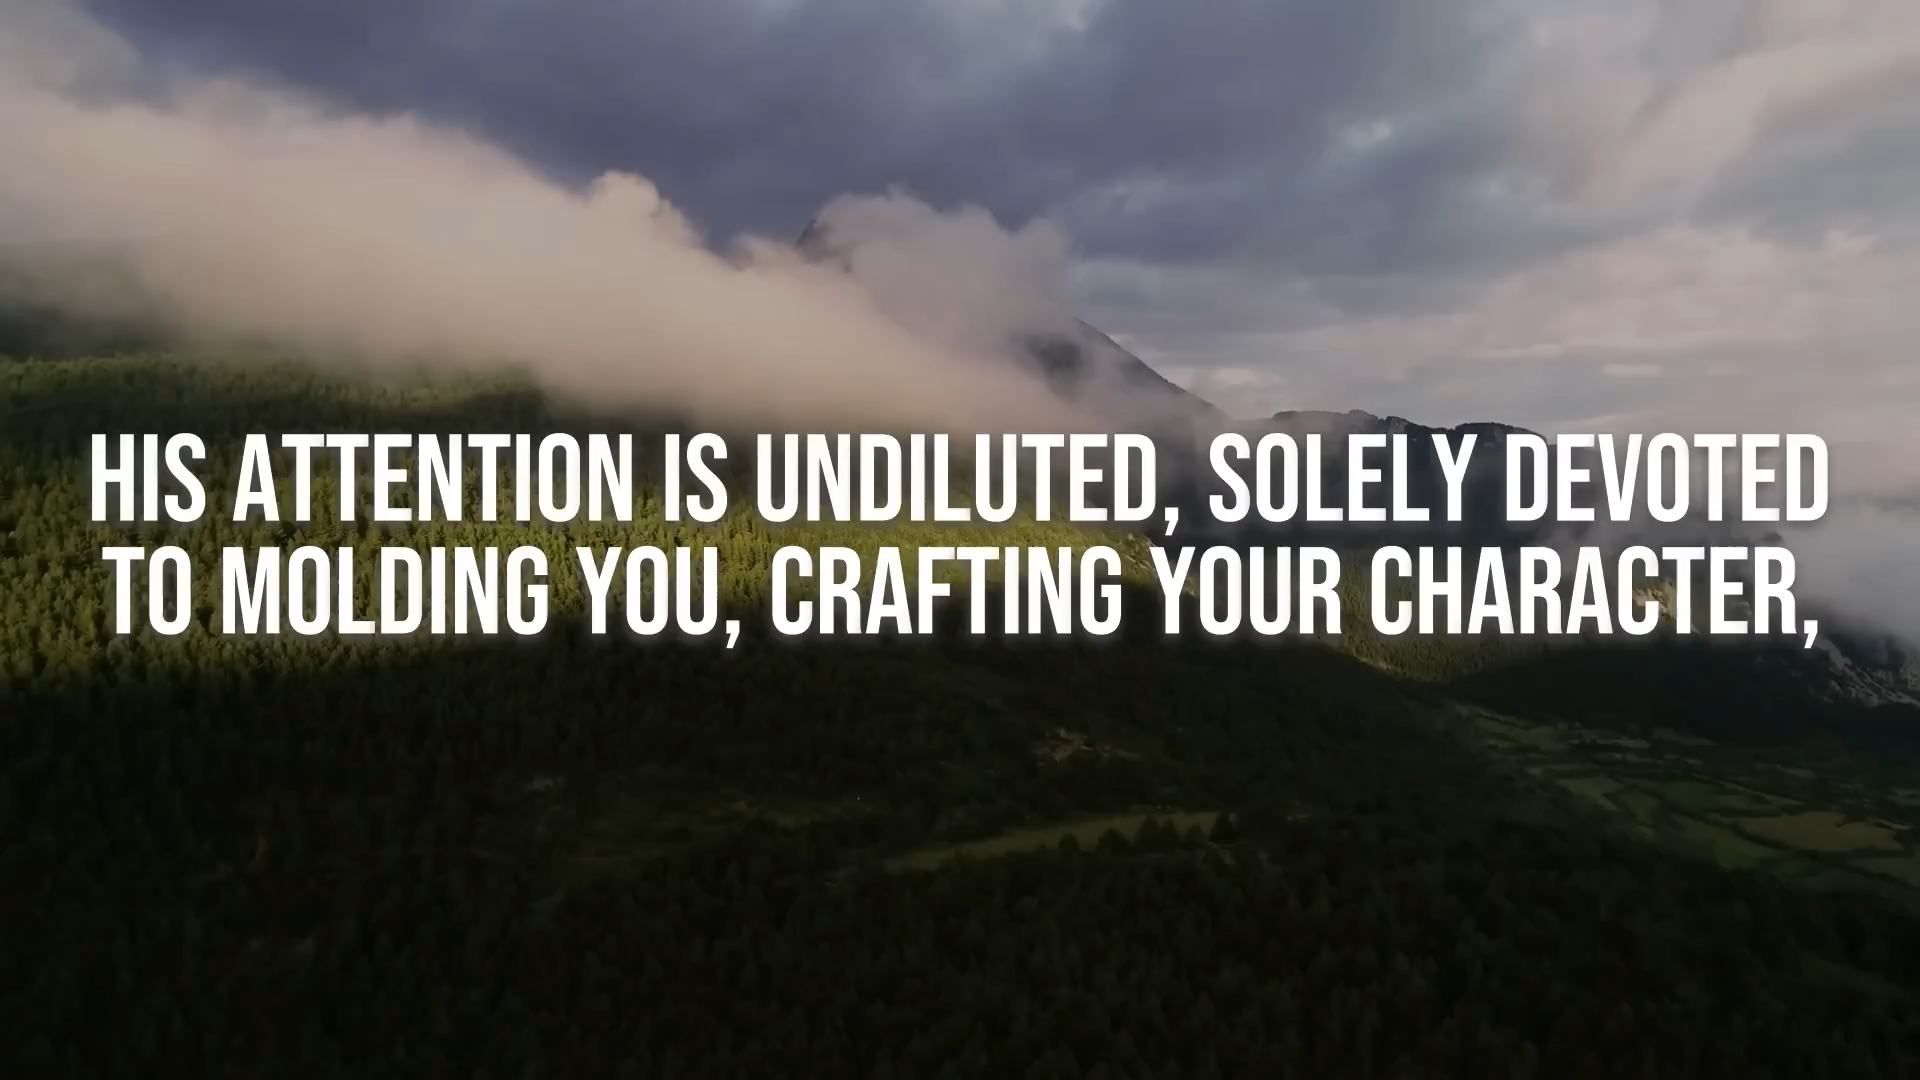 HIS ATTENTION IS UNDILUTED, SOLELY DEVOTED
TO MOLDING YOU, CRAFTING YOUR CHARACTER,